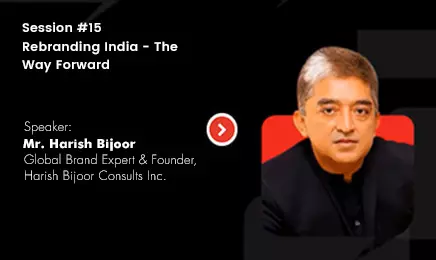 Session #15
Rebranding India - The
Way Forward
Speaker:
Mr. Harish Bijoor
Global Brand Expert & Founder,
Harish Bijoor Consults Inc.